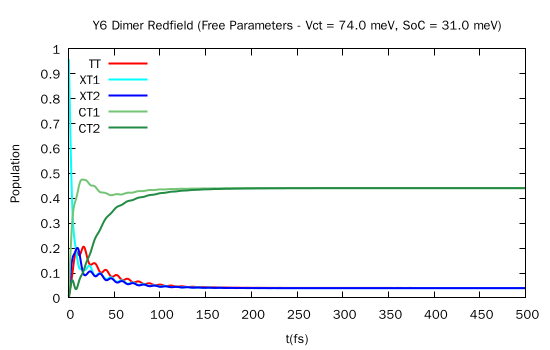 Y6 Dimer Redfield (Free Parameters - Vct = 74.0 meV, SoC = 31.0 meV)
1
0.9
0.8
0.7
0.6
0.5
0.4
0.3
0.2
0.1
0
Population
TT
XT1
XT2
CT1
CT2
0 50 100 150 200 250 300 350 400 450 500
t(fs)